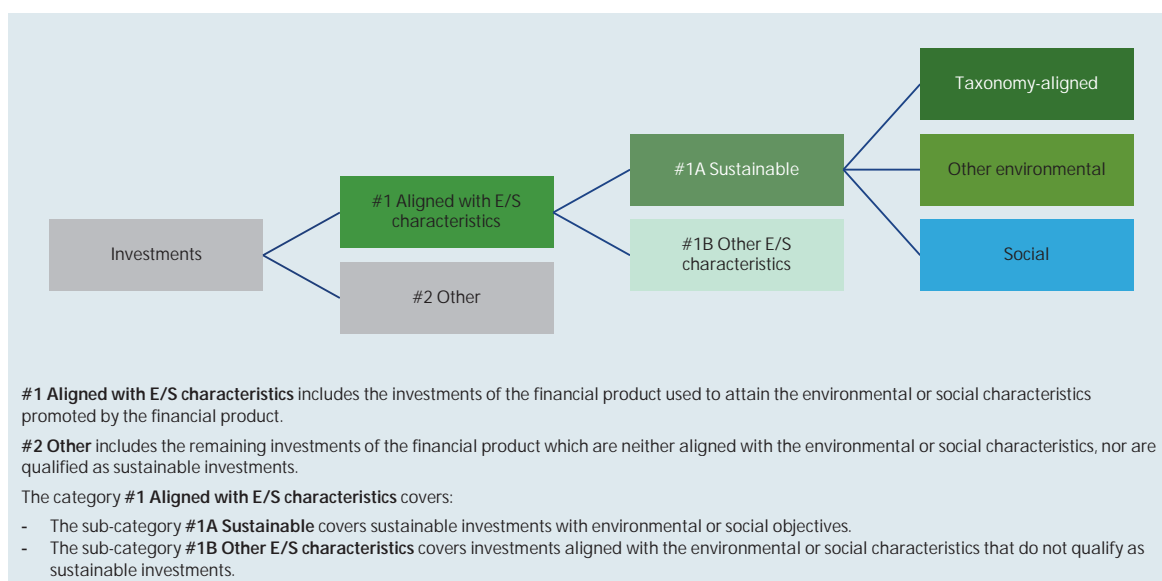 Taxonomy-aligned
#1A Sustainable
Other environmental
#1 Aligned with E/S
characteristics
#1B Other E/S
characteristics
Investments
Social
#2 Other
#1 Aligned with E/S characteristics includes the investments of the financial product used to attain the environmental or social characteristics
promoted by the financial product.
#2 Other includes the remaining investments of the financial product which are neither aligned with the environmental or social characteristics, nor are
qualified as sustainable investments.
The category #1 Aligned with E/S characteristics covers:
- The sub-category #1A Sustainable covers sustainable investments with environmental or social objectives.
- The sub-category #1B Other E/S characteristics covers investments aligned with the environmental or social characteristics that do not qualify as
sustainable investments.